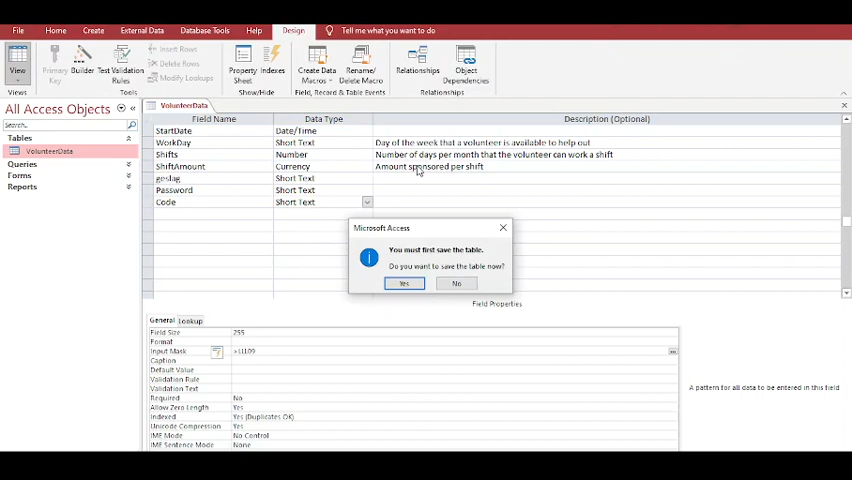 File Home Create External Data Database Tools Help Design Tell me what you want to do
View Primary Key Builder Test Validation Rules Insert Rows Delete Rows Modify Lookups Property Sheet Indexes Create Data Macros Rename/ Delete Macro Relationships Object Dependencies
Views Tools Show/Hide Field, Record & Table Events Relationships
All Access Objects
Search...
Tables
VolunteerData
Queries
Forms
Reports
VolunteerData
Field Name Data Type Description (Optional)
StartDate Date/Time
WorkDay Short Text Day of the week that a volunteer is available to help out
Shifts Number Number of days per month that the volunteer can work a shift
ShiftAmount Currency Amount sponsored per shift
geslag Short Text
Password Short Text
Code Short Text
Microsoft Access
You must first save the table.
Do you want to save the table now?
Yes No
Field Properties
General Lookup
Field Size 255
Format
Input Mask >LLL09
Caption
Default Value
Validation Rule
Validation Text
Required No
Allow Zero Length Yes
Indexed Yes (Duplicates OK)
Unicode Compression Yes
IME Mode No Control
IME Sentence Mode None
A pattern for all data to be entered in this field